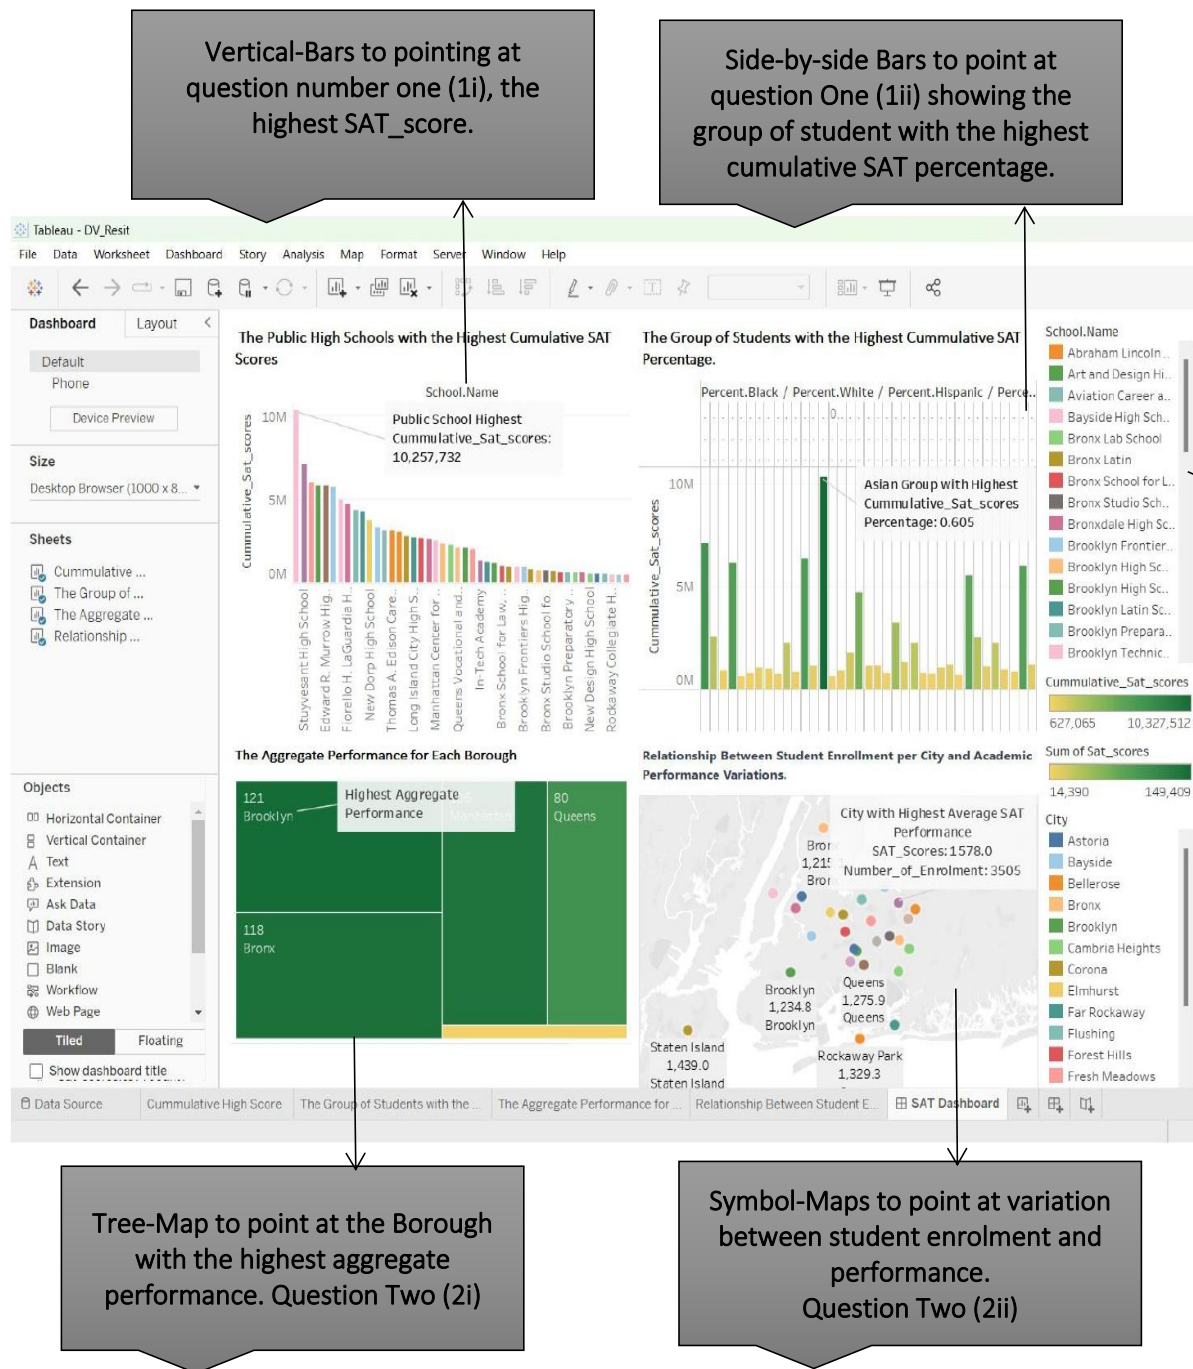 Vertical-Bars to pointing at
question number one (1i), the
highest SAT_score.
Side-by-side Bars to point at
question One (1ii) showing the
group of student with the highest
cumulative SAT percentage.
Tableau - DV_Resit
File Data Worksheet Dashboard Story Analysis Map Format Server Window Help
Dashboard Layout
Default
Phone
Device Preview
Size
Desktop Browser (1000 x 8...
Sheets
Cummulative ...
The Group of ...
The Aggregate ...
Relationship ...
Objects
Horizontal Container
Vertical Container
Text
Extension
Ask Data
Data Story
Image
Blank
Workflow
Web Page
Tiled Floating
Show dashboard title
The Public High Schools with the Highest Cumulative SAT
Scores
School.Name
Cummulative_Sat_scores
10M
5M
0M
Public School Highest
Cummulative_Sat_scores:
10,257,732
Stuyvesant High School
Edward R. Murrow Hig..
Fiorello H. LaGuardia H..
New Dorp High School
Thomas A. Edison Care..
Long Island City High S..
Manhattan Center for ..
Queens Vocational and..
In-Tech Academy
Bronx School for Law, ..
Brooklyn Frontiers Hig..
Bronx Studio School fo..
Brooklyn Preparatory ..
New Design High School
Rockaway Collegiate H..
The Group of Students with the Highest Cummulative SAT
Percentage.
Percent.Black / Percent.White / Percent.Hispanic / Perce..
0..
Cummulative_Sat_scores
10M
5M
0M
Asian Group with Highest
Cummulative_Sat_scores
Percentage: 0.605
School.Name
Abraham Lincoln ..
Art and Design Hi..
Aviation Career a..
Bayside High Sch..
Bronx Lab School
Bronx Latin
Bronx School for L..
Bronx Studio Sch..
Bronxdale High Sc..
Brooklyn Frontier..
Brooklyn High Sc..
Brooklyn High Sc..
Brooklyn Latin Sc..
Brooklyn Prepara..
Brooklyn Technic..
Cummulative_Sat_scores
627,065 10,327,512
Sum of Sat_scores
14,390 149,409
City
Astoria
Bayside
Bellerose
Bronx
Brooklyn
Cambria Heights
Corona
Elmhurst
Far Rockaway
Flushing
Forest Hills
Fresh Meadows
The Aggregate Performance for Each Borough
121
Brooklyn
Highest Aggregate
Performance
Manhattan
80
Queens
118
Bronx
Relationship Between Student Enrollment per City and Academic
Performance Variations.
City with Highest Average SAT
Performance
SAT_Scores: 1578.0
Number_of_Enrolment: 3505
Bron
1,215
Bron
Brooklyn
1,234.8
Brooklyn
Queens
1,275.9
Queens
Staten Island
1,439.0
Staten Island
Rockaway Park
1,329.3
Data Source Cummulative High Score The Group of Students with the ... The Aggregate Performance for ... Relationship Between Student E... SAT Dashboard
Tree-Map to point at the Borough
with the highest aggregate
performance. Question Two (2i)
Symbol-Maps to point at variation
between student enrolment and
performance.
Question Two (2ii)